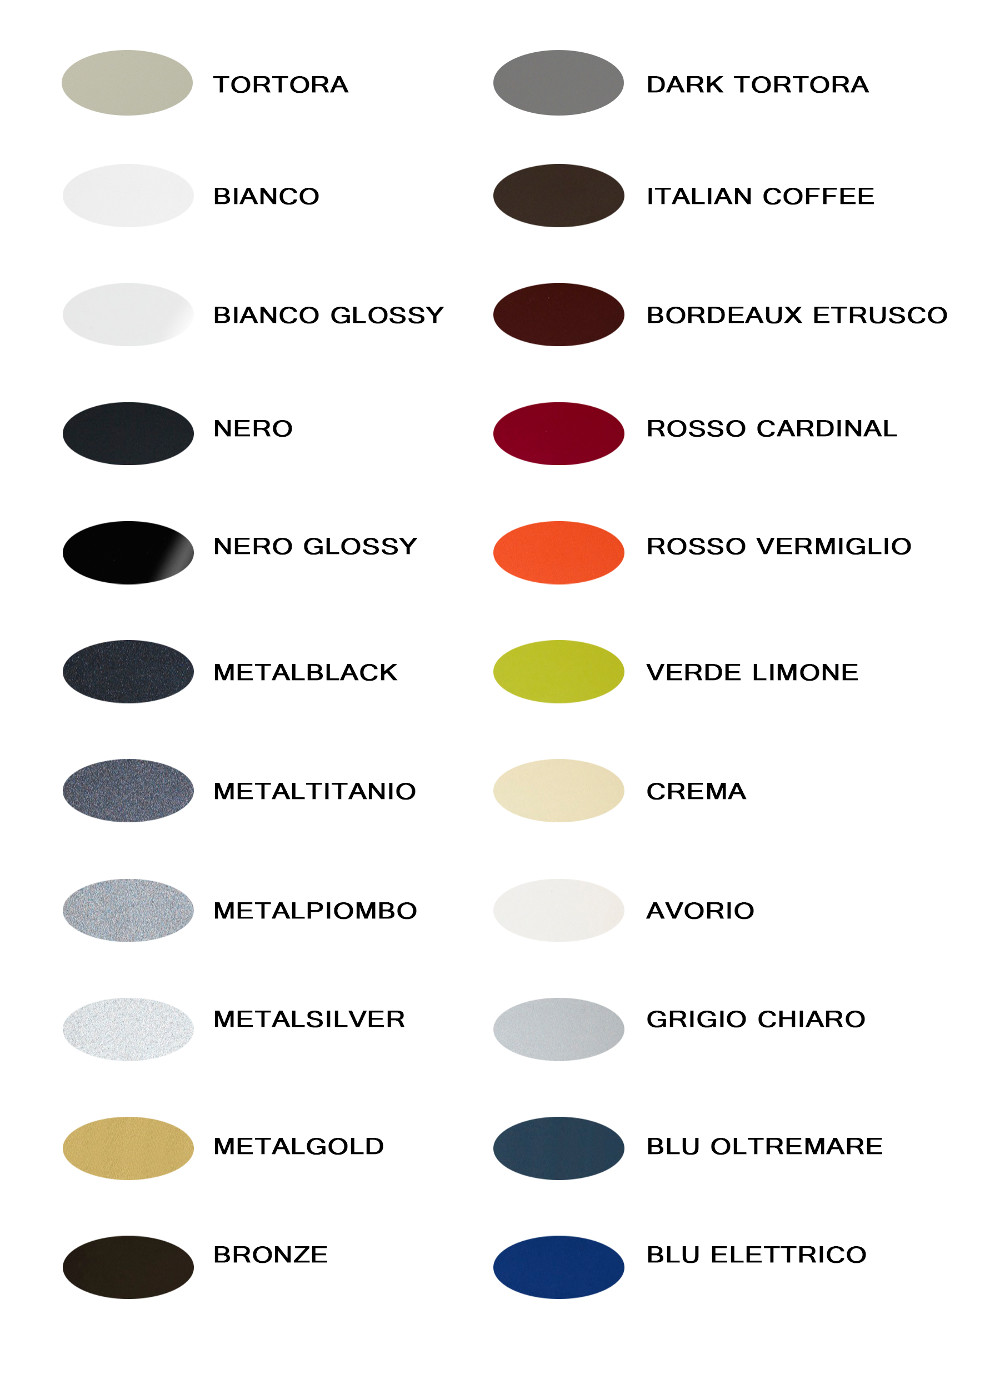 TORTORA
DARK TORTORA
BIANCO
ITALIAN COFFEE
BIANCO GLOSSY
BORDEAUX ETRUSCO
NERO
ROSSO CARDINAL
NERO GLOSSY
ROSSO VERMIGLIO
METALBLACK
VERDE LIMONE
METALTITANIO
CREMA
METALPIOMBO
AVORIO
METALSILVER
GRIGIO CHIARO
METALGOLD
BLU OLTREMARE
BRONZE
BLU ELETTRICO